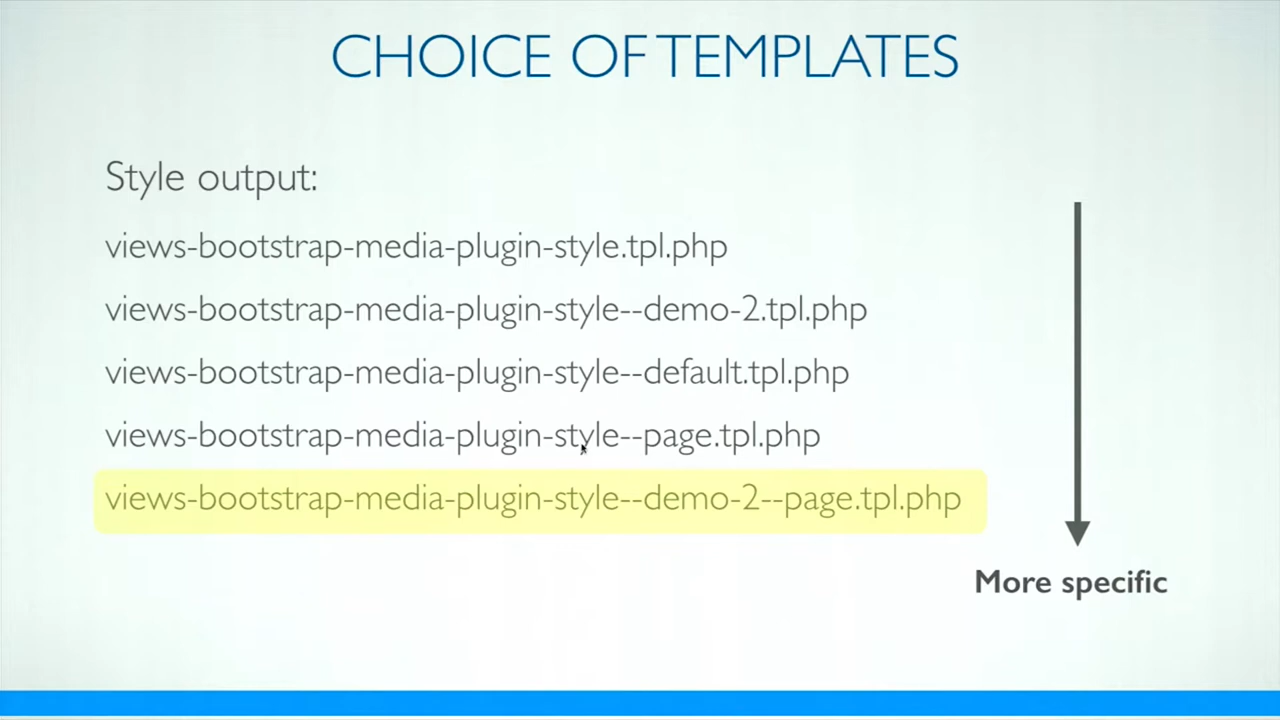 CHOICE OF TEMPLATES
Style output:
views-bootstrap-media-plugin-style.tpl.php
views-bootstrap-media-plugin-style--demo-2.tpl.php
views-bootstrap-media-plugin-style--default.tpl.php
views-bootstrap-media-plugin-style--page.tpl.php
views-bootstrap-media-plugin-style--demo-2--page.tpl.php
More specific